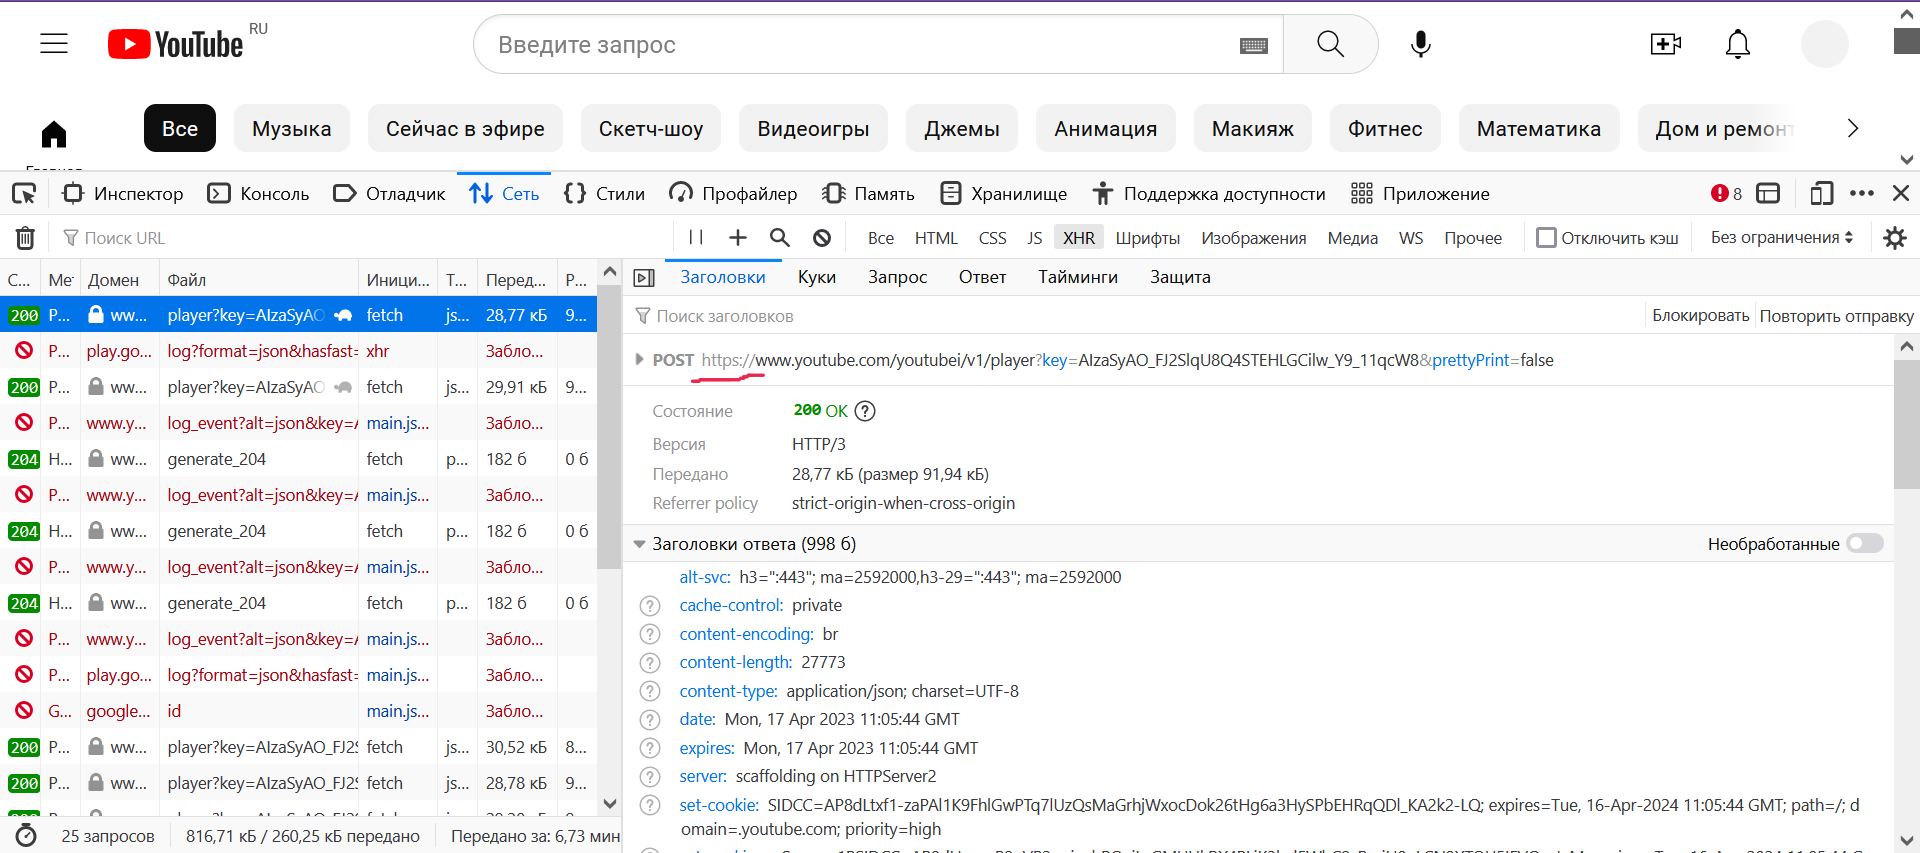 YouTube RU
Введите запрос
Все Музыка Сейчас в эфире Скетч-шоу Видеоигры Джемы Анимация Макияж Фитнес Математика Дом и ремонт
Главная
Инспектор Консоль Отладчик Сеть Стили Профайлер Память Хранилище Поддержка доступности Приложение 8
Поиск URL Все HTML CSS JS XHR Шрифты Изображения Медиа WS Прочее Отключить кэш Без ограничения
С... Ме Домен Файл Иници... Т... Перед... Р...
200 P... ww... player?key=AIzaSyAO fetch js... 28,77 кБ 9...
P... play.go... log?format=json&hasfast= xhr Забло...
200 P... ww... player?key=AIzaSyAO fetch js... 29,91 кБ 9...
P... www.y... log_event?alt=json&key=A main.js... Забло...
204 H... ww... generate_204 fetch p... 182 б 0 б
P... www.y... log_event?alt=json&key=A main.js... Забло...
204 H... ww... generate_204 fetch p... 182 б 0 б
P... www.y... log_event?alt=json&key=A main.js... Забло...
204 H... ww... generate_204 fetch p... 182 б 0 б
P... www.y... log_event?alt=json&key=A main.js... Забло...
P... play.go... log?format=json&hasfast= main.js... Забло...
G... google... id main.js... Забло...
200 P... ww... player?key=AIzaSyAO_FJ2S fetch js... 30,52 кБ 8...
200 P... ww... player?key=AIzaSyAO_FJ2S fetch js... 28,78 кБ 9...
25 запросов 816,71 кБ / 260,25 кБ передано Передано за: 6,73 мин
Заголовки Куки Запрос Ответ Тайминги Защита
Поиск заголовков Блокировать Повторить отправку
POST https://www.youtube.com/youtubei/v1/player?key=AIzaSyAO_FJ2SlqU8Q4STEHLGCilw_Y9_11qcW8&prettyPrint=false
Состояние 200 OK
Версия HTTP/3
Передано 28,77 кБ (размер 91,94 кБ)
Referrer policy strict-origin-when-cross-origin
Заголовки ответа (998 б) Необработанные
alt-svc: h3=":443"; ma=2592000,h3-29=":443"; ma=2592000
cache-control: private
content-encoding: br
content-length: 27773
content-type: application/json; charset=UTF-8
date: Mon, 17 Apr 2023 11:05:44 GMT
expires: Mon, 17 Apr 2023 11:05:44 GMT
server: scaffolding on HTTPServer2
set-cookie: SIDCC=AP8dLtxf1-zaPAl1K9FhlGwPTq7lUzQsMaGrhjWxocDok26tHg6a3HySPbEHRqQDl_KA2k2-LQ; expires=Tue, 16-Apr-2024 11:05:44 GMT; path=/; d
omain=.youtube.com; priority=high